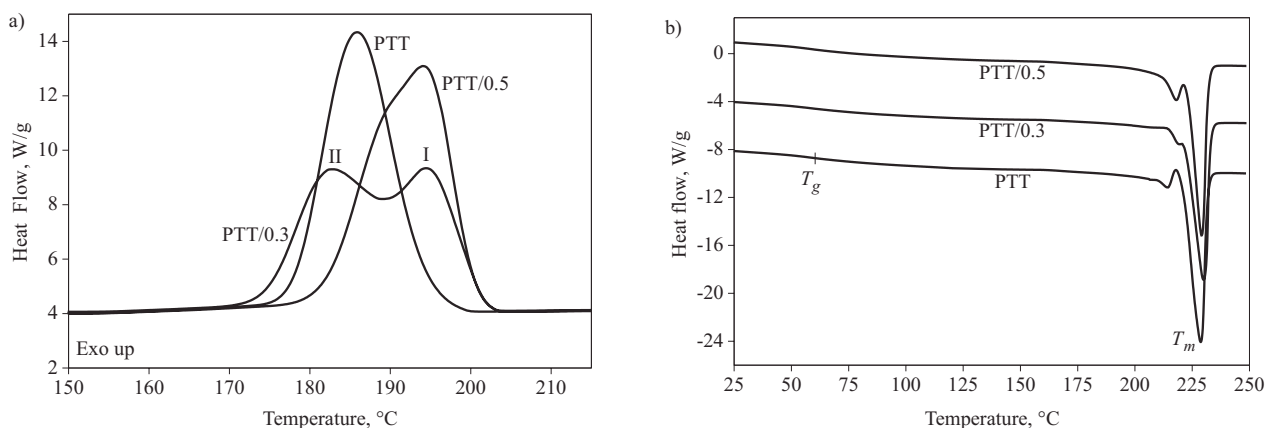 a)
14
12
10
8
6
4
2
Heat Flow, W/g
PTT
PTT/0.5
II
I
PTT/0.3
Exo up
150
160
170
180
190
200
210
Temperature, °C
b)
0
-4
-8
-12
-16
-20
-24
Heat flow, W/g
PTT/0.5
PTT/0.3
Tg
PTT
Tm
25
50
75
100
125
150
175
200
225
250
Temperature, °C